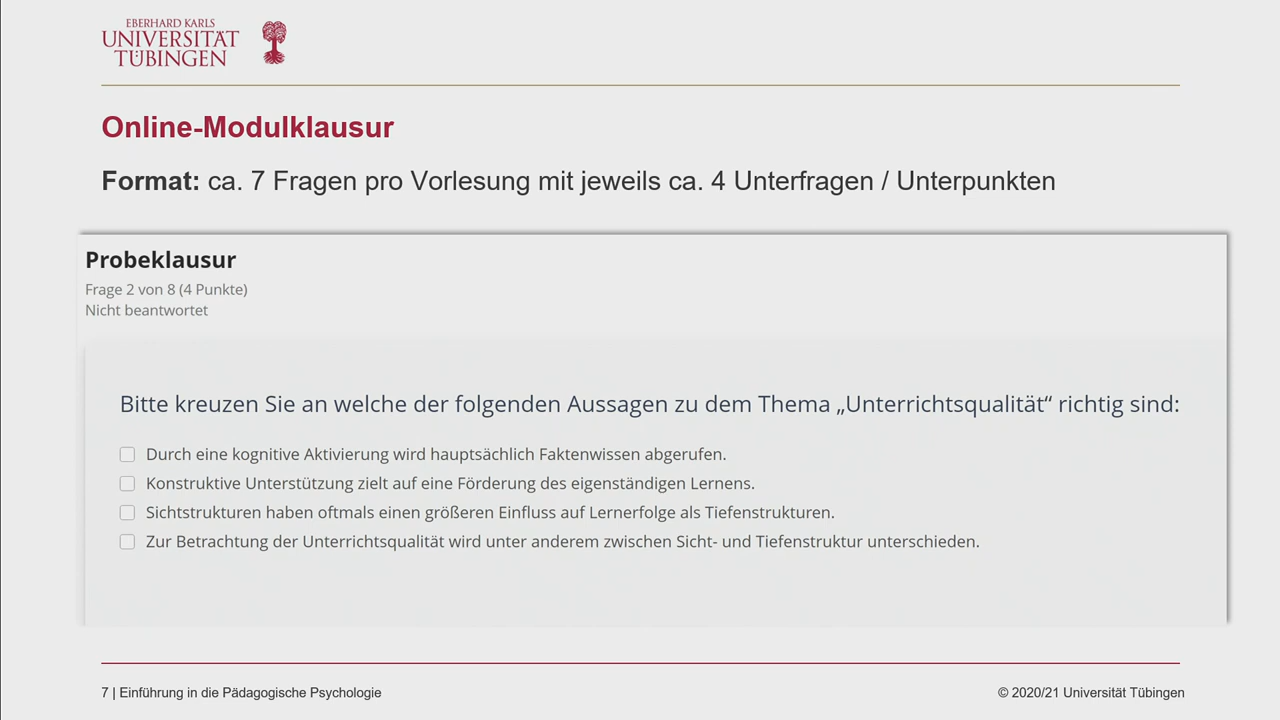 EBERHARD KARLS
UNIVERSITÄT
TÜBINGEN
Online-Modulklausur
Format: ca. 7 Fragen pro Vorlesung mit jeweils ca. 4 Unterfragen / Unterpunkten
Probeklausur
Frage 2 von 8 (4 Punkte)
Nicht beantwortet
Bitte kreuzen Sie an welche der folgenden Aussagen zu dem Thema „Unterrichtsqualität“ richtig sind:
Durch eine kognitive Aktivierung wird hauptsächlich Faktenwissen abgerufen.
Konstruktive Unterstützung zielt auf eine Förderung des eigenständigen Lernens.
Sichtstrukturen haben oftmals einen größeren Einfluss auf Lernerfolge als Tiefenstrukturen.
Zur Betrachtung der Unterrichtsqualität wird unter anderem zwischen Sicht- und Tiefenstruktur unterschieden.
7 | Einführung in die Pädagogische Psychologie
© 2020/21 Universität Tübingen